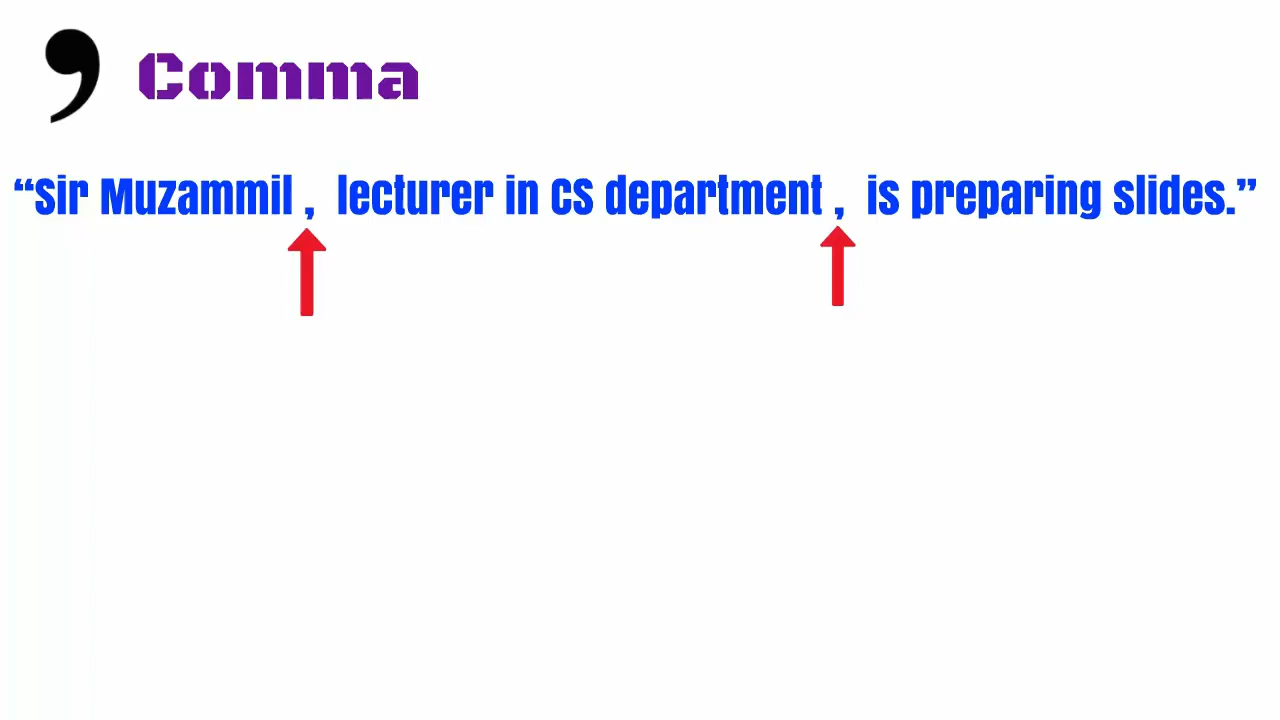 , Comma
“Sir Muzammil , lecturer in CS department , is preparing slides.”